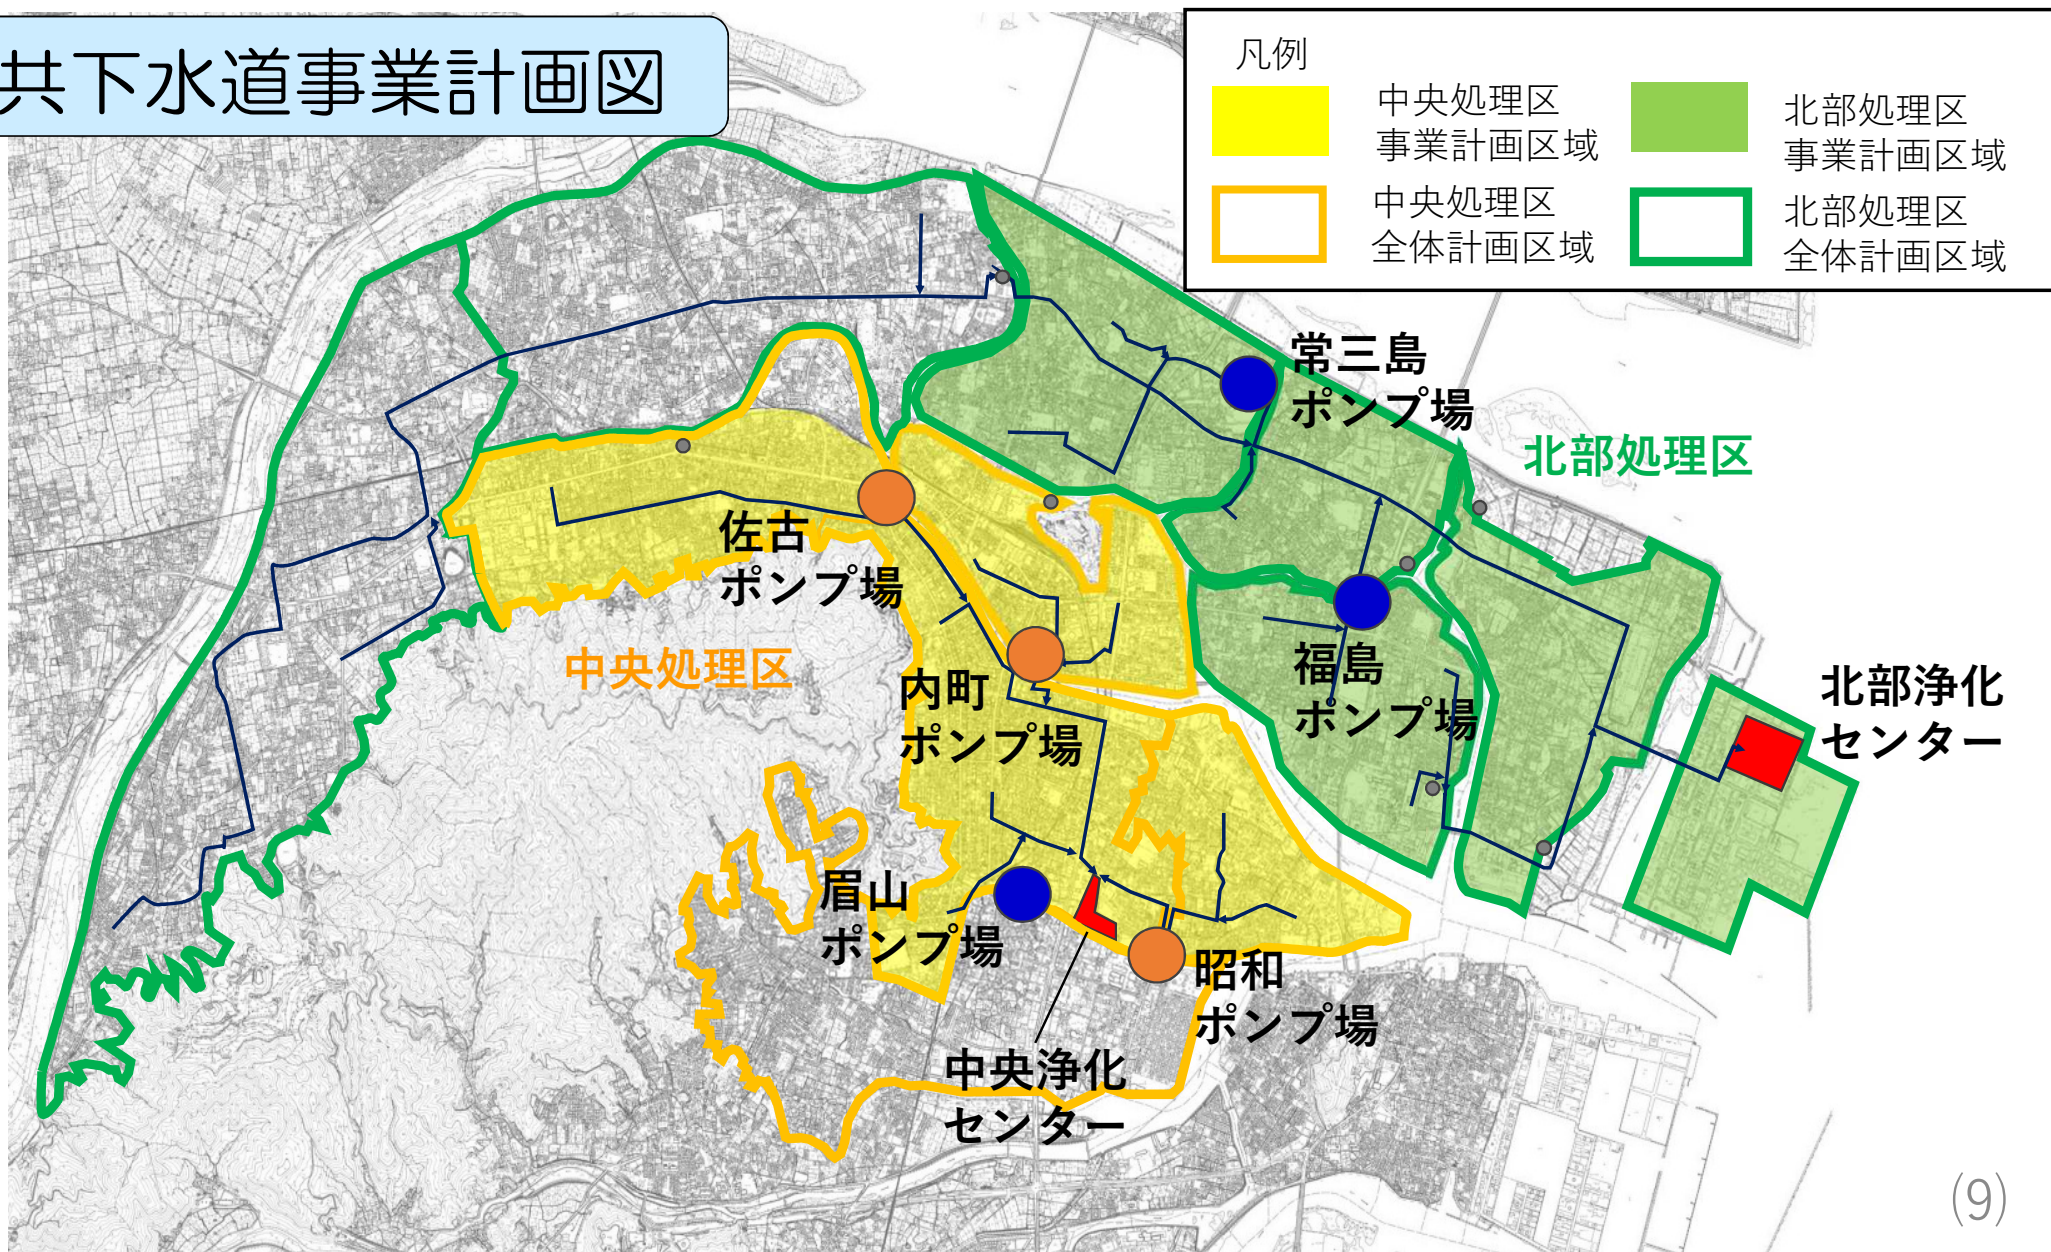 共下水道事業計画図
凡例
中央処理区
事業計画区域
北部処理区
事業計画区域
中央処理区
全体計画区域
北部処理区
全体計画区域
常三島
ポンプ場
北部処理区
佐古
ポンプ場
中央処理区
内町
ポンプ場
福島
ポンプ場
北部浄化
センター
眉山
ポンプ場
昭和
ポンプ場
中央浄化
センター
(9)